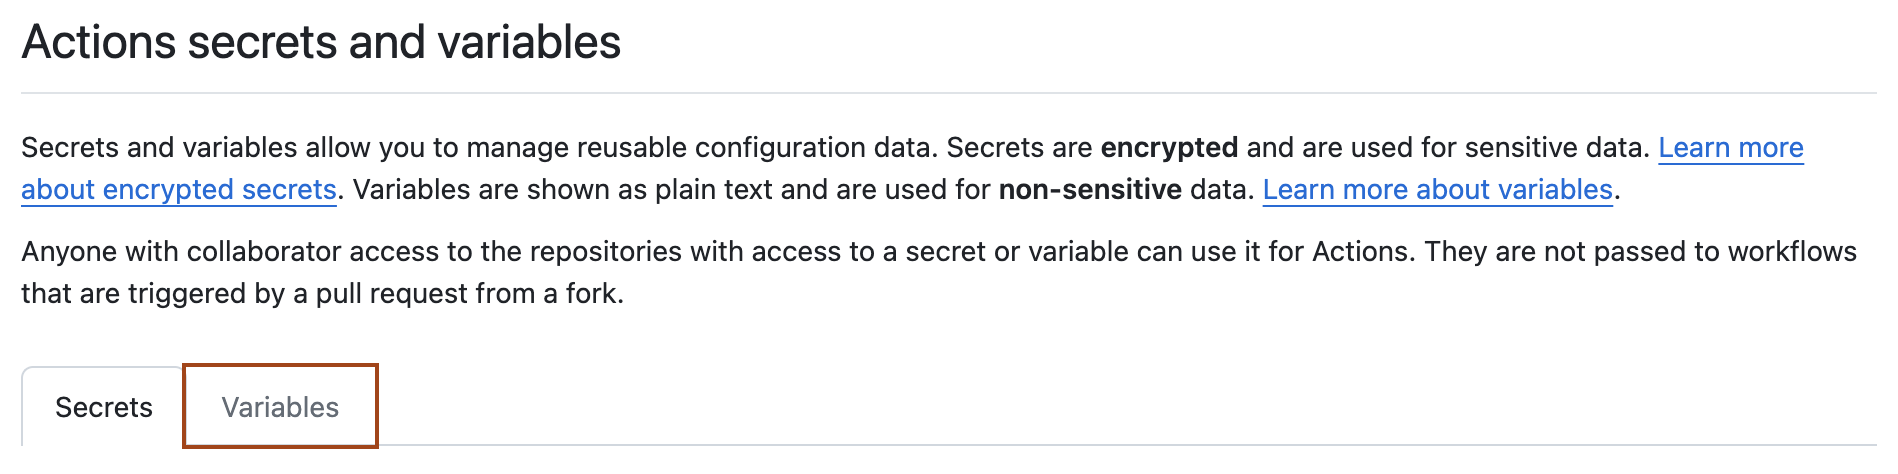 Actions secrets and variables
Secrets and variables allow you to manage reusable configuration data. Secrets are encrypted and are used for sensitive data. Learn more
about encrypted secrets. Variables are shown as plain text and are used for non-sensitive data. Learn more about variables.
Anyone with collaborator access to the repositories with access to a secret or variable can use it for Actions. They are not passed to workflows
that are triggered by a pull request from a fork.
Secrets Variables